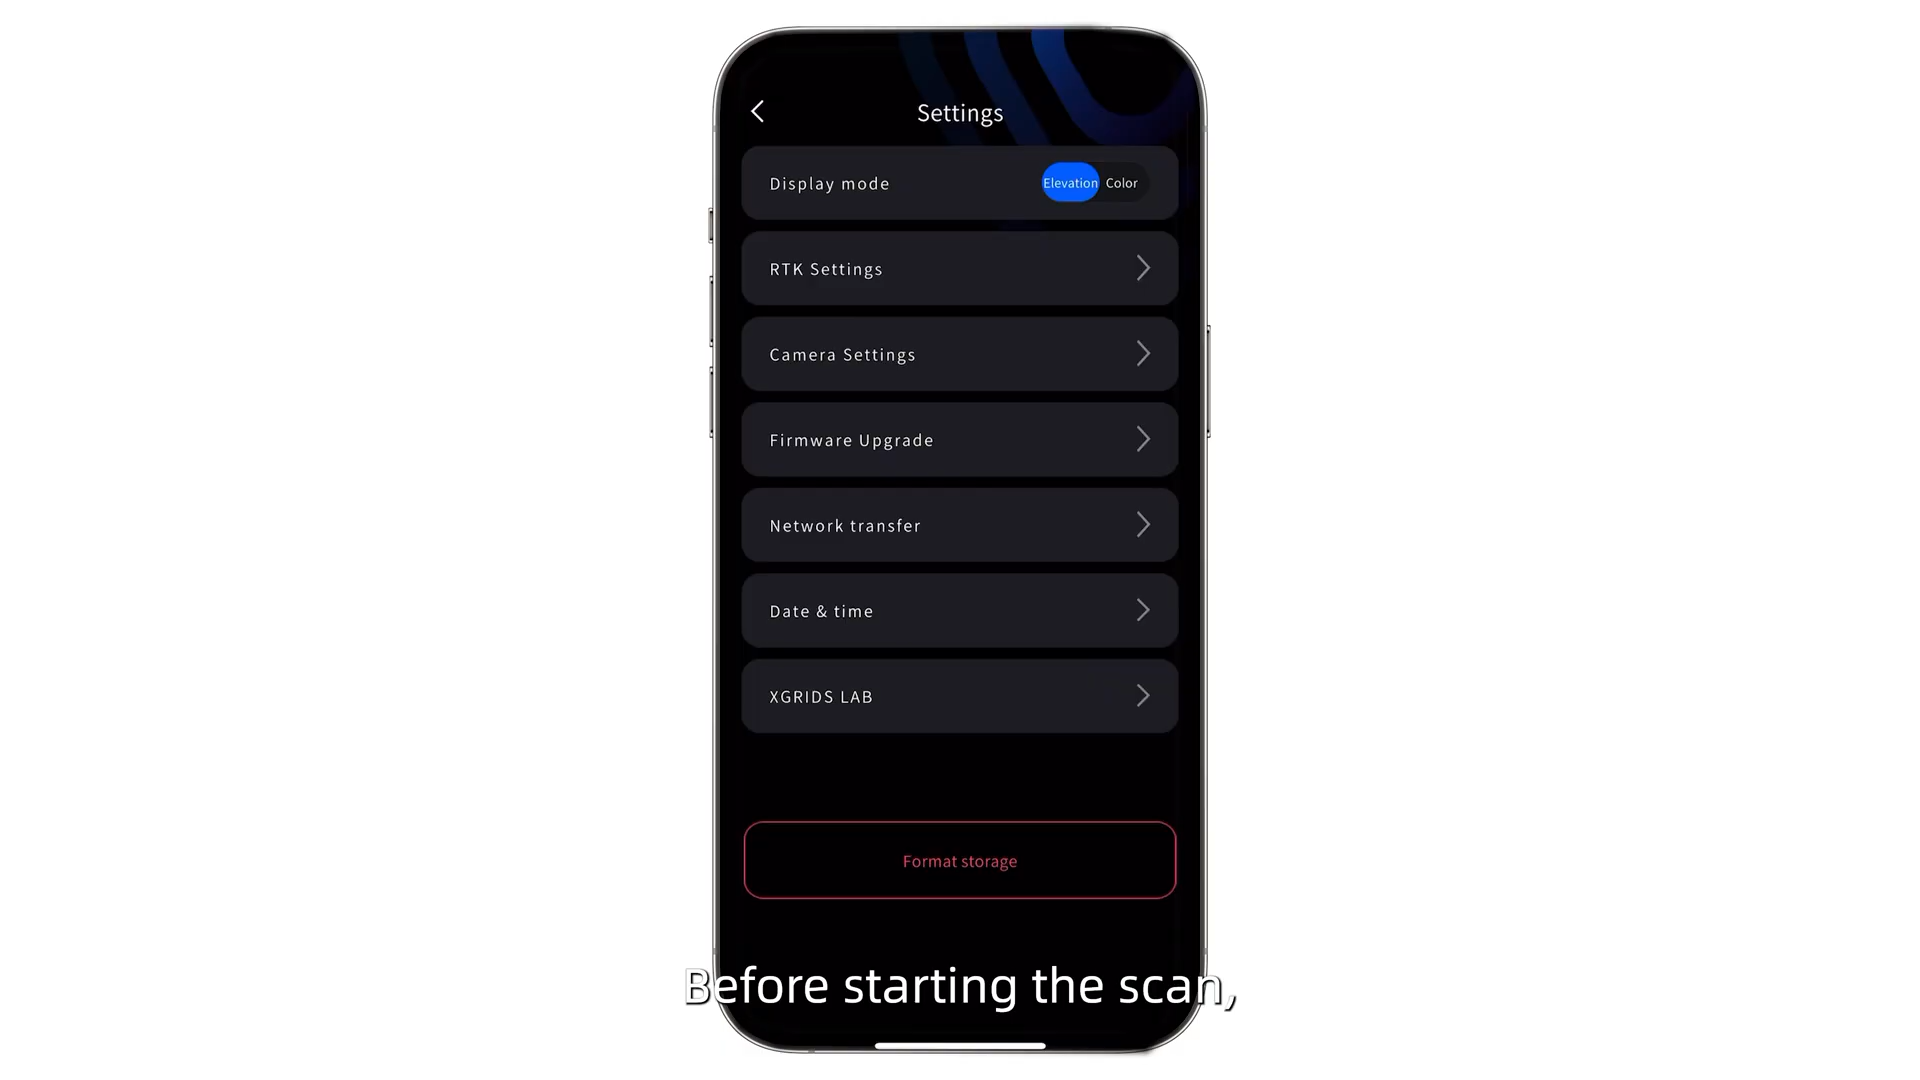 Settings
Display mode
Elevation Color
RTK Settings
Camera Settings
Firmware Upgrade
Network transfer
Date & time
XGRIDS LAB
Format storage
Before starting the scan,